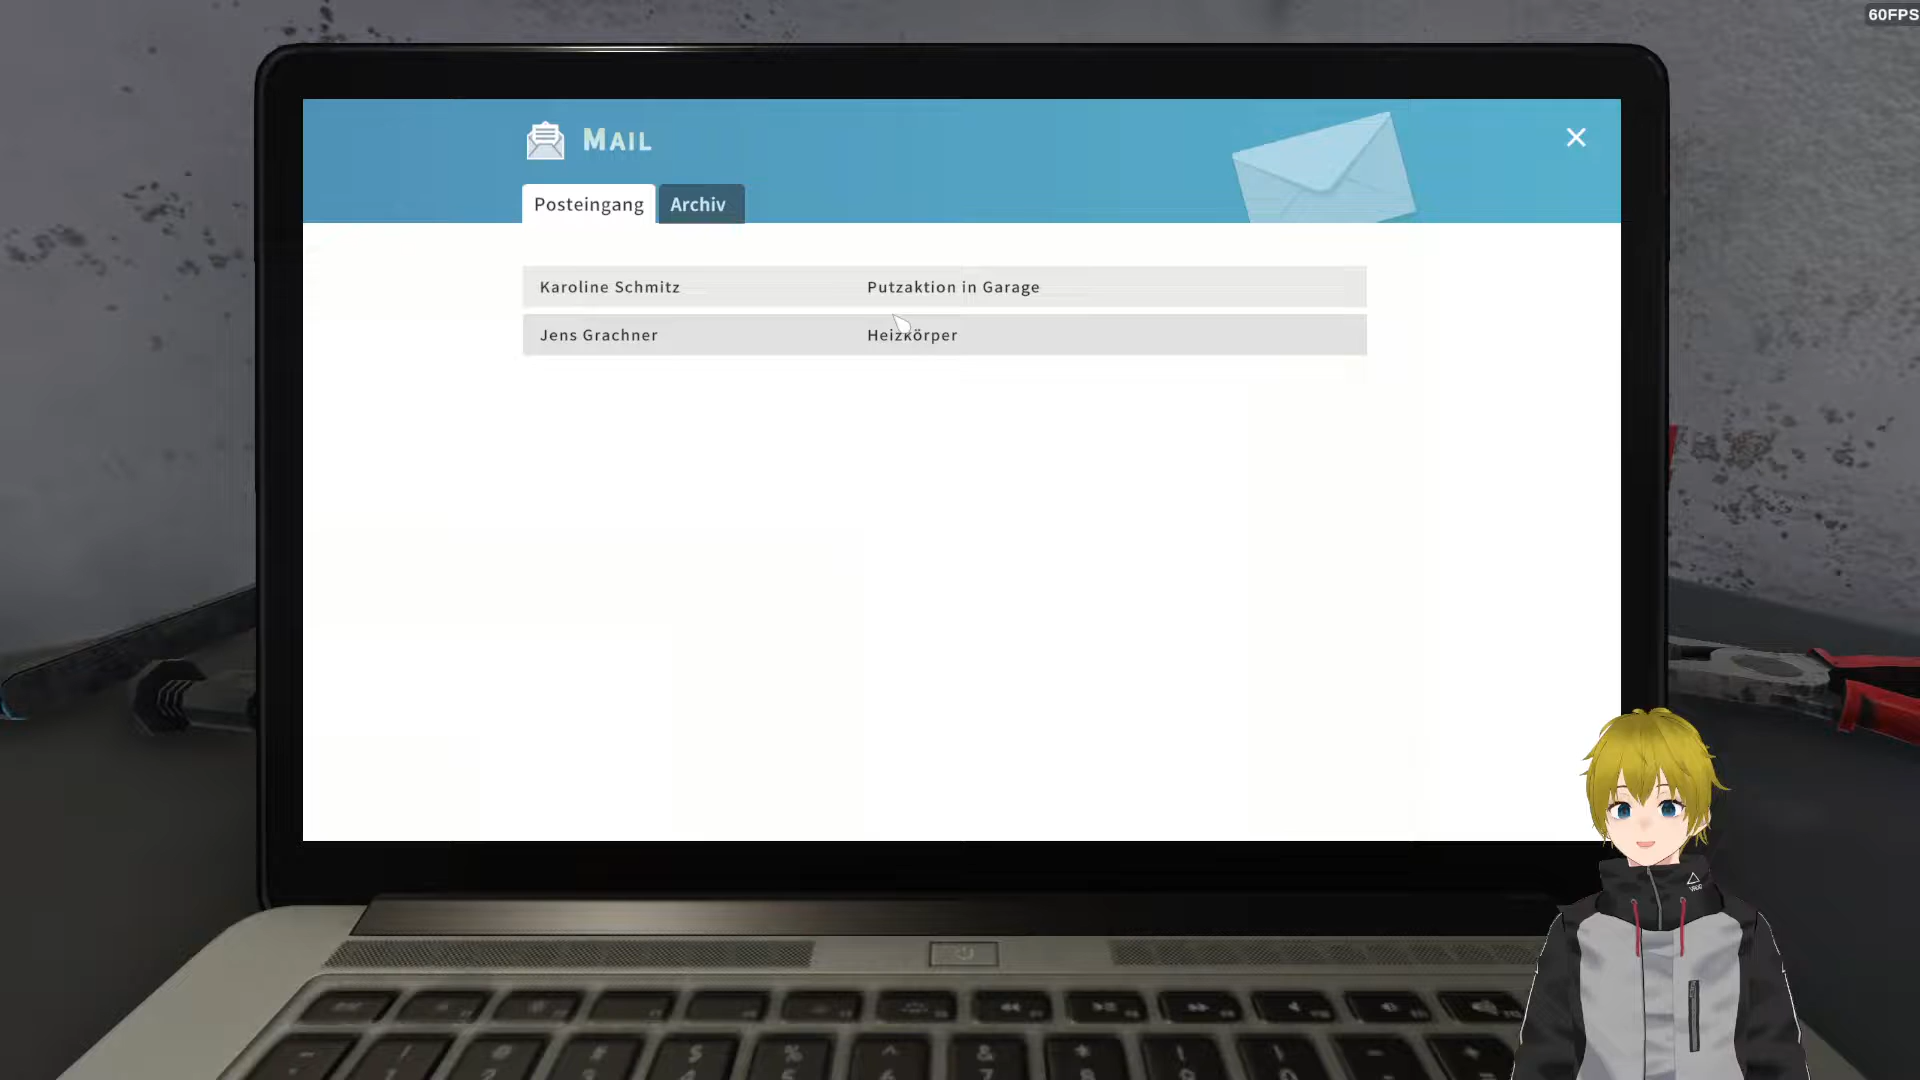 60FPS
MAIL
Posteingang
Archiv
Karoline Schmitz Putzaktion in Garage
Jens Grachner Heizkörper